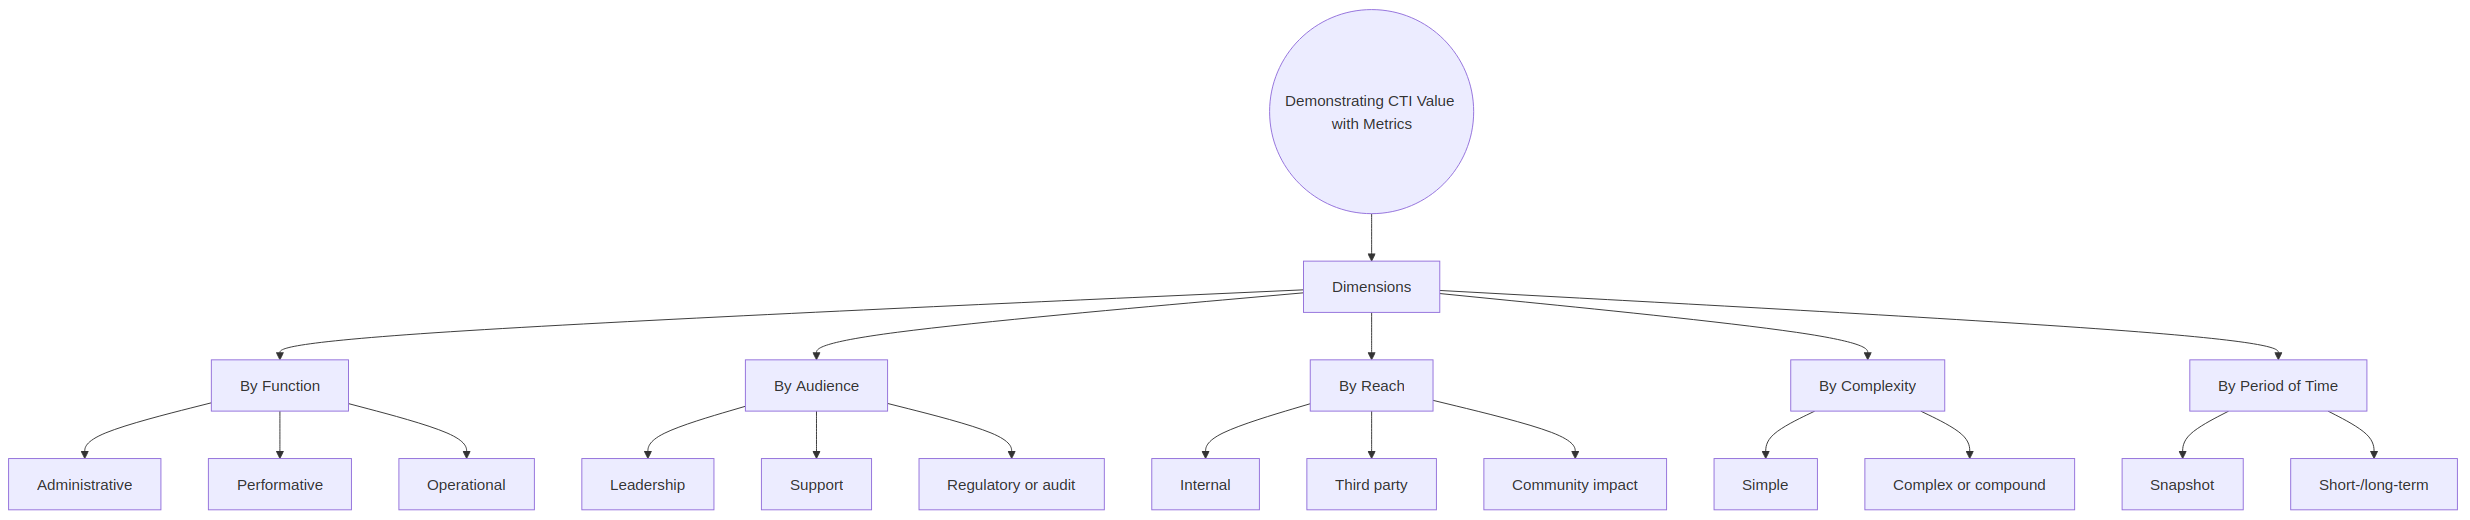 Demonstrating CTI Value
with Metrics
Dimensions
By Function
By Audience
By Reach
By Complexity
By Period of Time
Administrative
Performative
Operational
Leadership
Support
Regulatory or audit
Internal
Third party
Community impact
Simple
Complex or compound
Snapshot
Short-/long-term